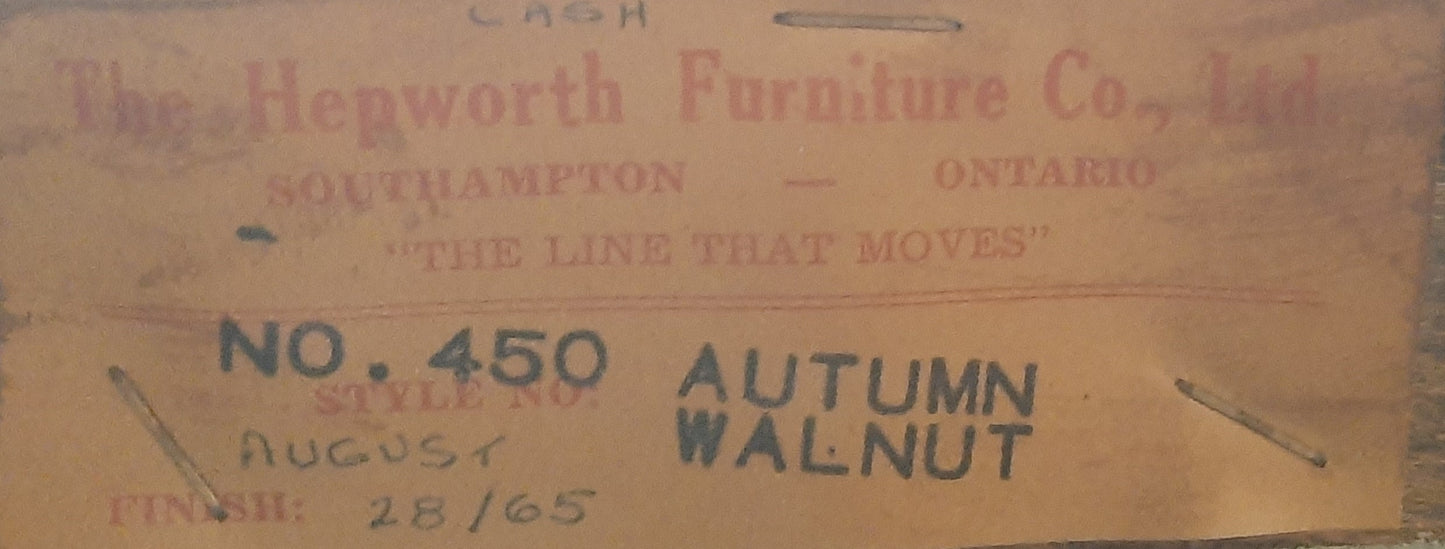 CASH
The Hepworth Furniture Co., Ltd.
SOUTHAMPTON — ONTARIO
"THE LINE THAT MOVES"
NO. 450 AUTUMN
STYLE NO. WALNUT
AUGUST
FINISH: 28/65